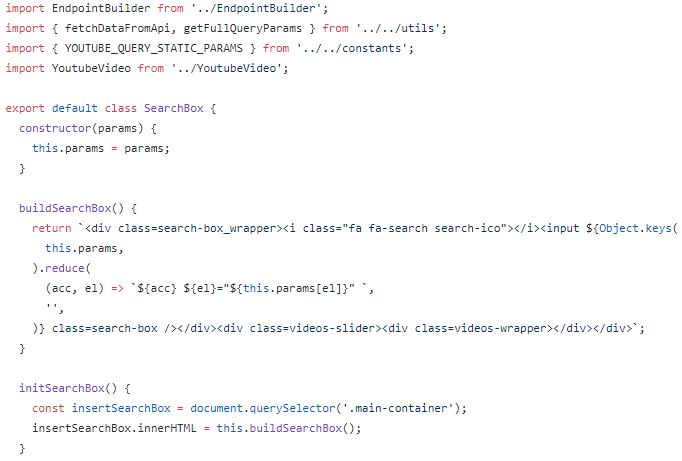 import EndpointBuilder from '../EndpointBuilder';
import { fetchDataFromApi, getFullQueryParams } from '../../utils';
import { YOUTUBE_QUERY_STATIC_PARAMS } from '../../constants';
import YoutubeVideo from '../YoutubeVideo';

export default class SearchBox {
  constructor(params) {
    this.params = params;
  }

  buildSearchBox() {
    return `<div class=search-box_wrapper><i class="fa fa-search search-ico"></i><input ${Object.keys(
      this.params,
    ).reduce(
      (acc, el) => `${acc} ${el}="${this.params[el]}" `,
      '',
    )} class=search-box /></div><div class=videos-slider><div class=videos-wrapper></div></div>`;
  }

  initSearchBox() {
    const insertSearchBox = document.querySelector('.main-container');
    insertSearchBox.innerHTML = this.buildSearchBox();
  }